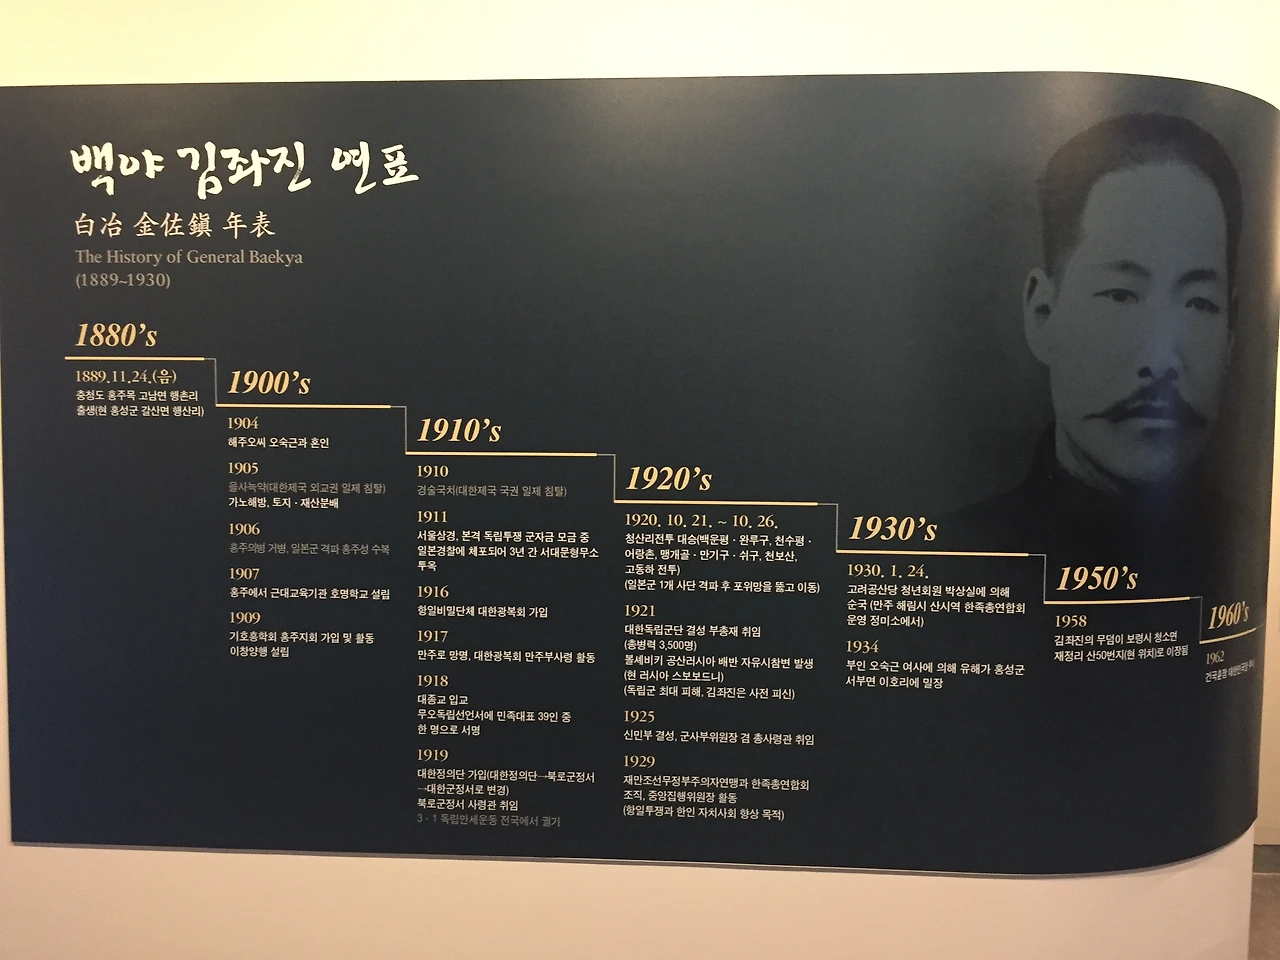 백야 김좌진 연표
白冶 金佐鎭 年表
The History of General Baekya
(1889~1930)
1880's
1889.11.24.(음)
충청도 홍주목 고남면 행촌리
출생(현 홍성군 갈산면 행산리)
1900's
1904
해주오씨 오숙근과 혼인
1905
을사늑약(대한제국 외교권 일제 침탈)
가노해방, 토지 · 재산분배
1906
홍주의병 거병, 일본군 격파 홍주성 수복
1907
홍주에서 근대교육기관 호명학교 설립
1909
기호흥학회 홍주지회 가입 및 활동
이창양행 설립
1910's
1910
경술국치(대한제국 국권 일제 침탈)
1911
서울상경, 본격 독립투쟁 군자금 모금 중
일본경찰에 체포되어 3년 간 서대문형무소
투옥
1916
항일비밀단체 대한광복회 가입
1917
만주로 망명, 대한광복회 만주부사령 활동
1918
대종교 입교
무오독립선언서에 민족대표 39인 중
한 명으로 서명
1919
대한정의단 가입(대한정의단→북로군정서
→대한군정서로 변경)
북로군정서 사령관 취임
3 · 1 독립만세운동 전국에서 궐기
1920's
1920. 10. 21. ~ 10. 26.
청산리전투 대승(백운평 · 완루구, 천수평 ·
어랑촌, 맹개골 · 만기구 · 쉬구, 천보산,
고동하 전투)
(일본군 1개 사단 격파 후 포위망을 뚫고 이동)
1921
대한독립군단 결성 부총재 취임
(총병력 3,500명)
볼셰비키 공산러시아 배반 자유시참변 발생
(현 러시아 스보보드니)
(독립군 최대 피해, 김좌진은 사전 피신)
1925
신민부 결성, 군사부위원장 겸 총사령관 취임
1929
재만조선무정부주의자연맹과 한족총연합회
조직, 중앙집행위원장 활동
(항일투쟁과 한인 자치사회 향상 목적)
1930's
1930. 1. 24.
고려공산당 청년회원 박상실에 의해
순국 (만주 해림시 산시역 한족총연합회
운영 정미소에서)
1934
부인 오숙근 여사에 의해 유해가 홍성군
서부면 이호리에 밀장
1950's
1958
김좌진의 무덤이 보령시 청소면
재정리 산50번지(현 위치)로 이장됨
1960's
1962
건국훈장 대한민국장